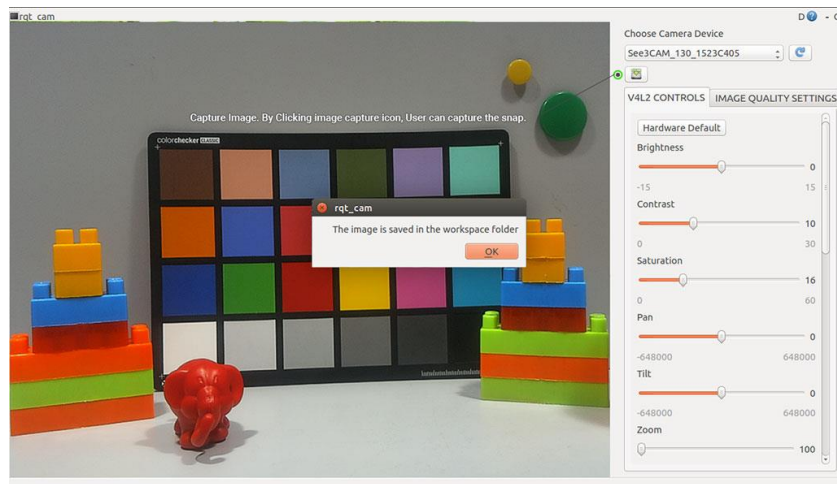 rqt_cam
D
Choose Camera Device
See3CAM_130_1523C405
V4L2 CONTROLS
IMAGE QUALITY SETTINGS
Capture Image. By Clicking image capture icon, User can capture the snap.
colorchecker CLASSIC
Hardware Default
Brightness
0
-15 15
Contrast
10
0 30
rqt_cam
The image is saved in the workspace folder
OK
Saturation
16
0 60
Pan
0
-648000 648000
Tilt
0
-648000 648000
Zoom
100